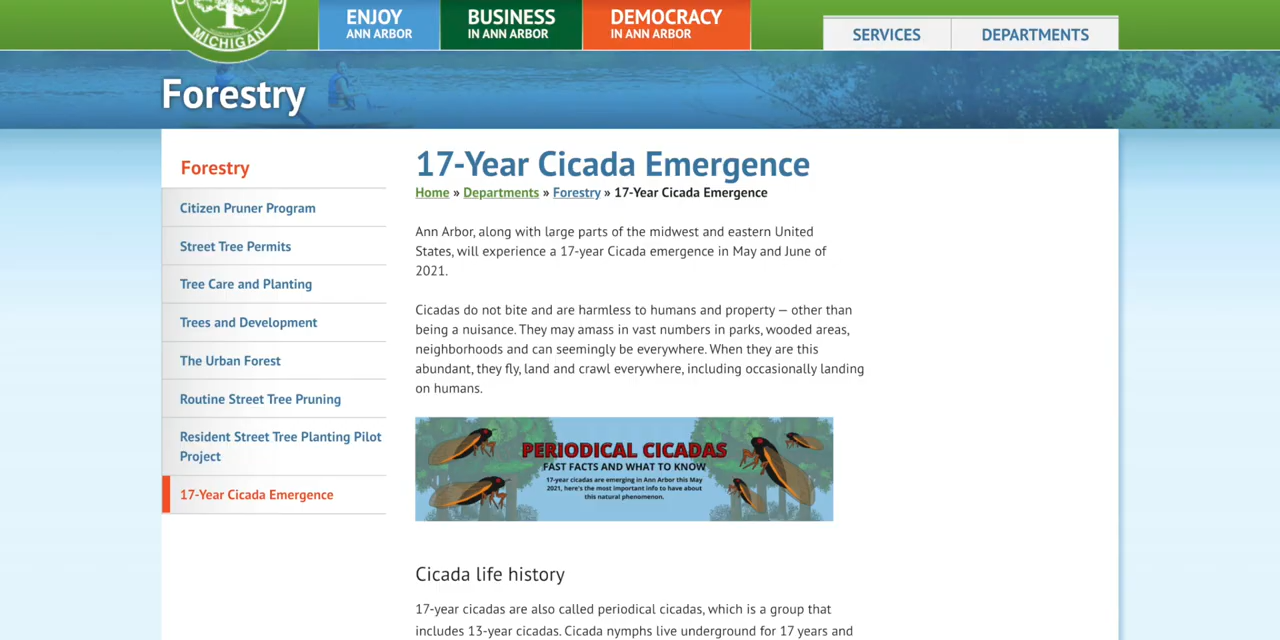 MICHIGAN
ENJOY
ANN ARBOR
BUSINESS
IN ANN ARBOR
DEMOCRACY
IN ANN ARBOR
SERVICES
DEPARTMENTS
Forestry
Forestry
Citizen Pruner Program
Street Tree Permits
Tree Care and Planting
Trees and Development
The Urban Forest
Routine Street Tree Pruning
Resident Street Tree Planting Pilot
Project
17-Year Cicada Emergence
17-Year Cicada Emergence
Home » Departments » Forestry » 17-Year Cicada Emergence
Ann Arbor, along with large parts of the midwest and eastern United
States, will experience a 17-year Cicada emergence in May and June of
2021.
Cicadas do not bite and are harmless to humans and property — other than
being a nuisance. They may amass in vast numbers in parks, wooded areas,
neighborhoods and can seemingly be everywhere. When they are this
abundant, they fly, land and crawl everywhere, including occasionally landing
on humans.
PERIODICAL CICADAS
FAST FACTS AND WHAT TO KNOW
17-year cicadas are emerging in Ann Arbor this May
2021, here's the most important info to have about
this natural phenomenon.
Cicada life history
17-year cicadas are also called periodical cicadas, which is a group that
includes 13-year cicadas. Cicada nymphs live underground for 17 years and